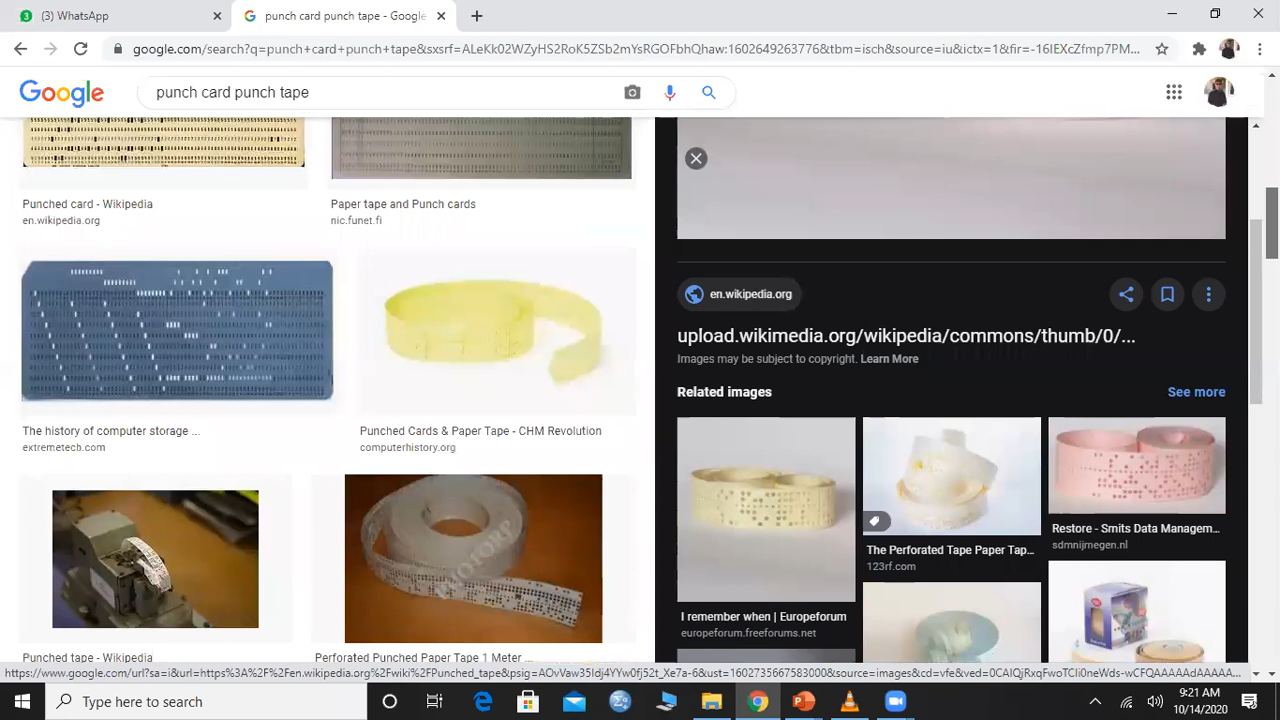 (3) WhatsApp
punch card punch tape - Google
google.com/search?q=punch+card+punch+tape&sxsrf=ALeKk02WZyHS2RoK5ZSb2mYsRGOFbhQhaw:1602649263776&tbm=isch&source=iu&ictx=1&fir=-16IEXcZfmp7PM...
Google
punch card punch tape
Punched card - Wikipedia
en.wikipedia.org
Paper tape and Punch cards
nic.funet.fi
The history of computer storage ...
extremetech.com
Punched Cards & Paper Tape - CHM Revolution
computerhistory.org
Punched tape - Wikipedia
Perforated Punched Paper Tape 1 Meter ...
en.wikipedia.org
upload.wikimedia.org/wikipedia/commons/thumb/0/...
Images may be subject to copyright. Learn More
Related images
See more
I remember when | Europeforum
europeforum.freeforums.net
The Perforated Tape Paper Tap...
123rf.com
Restore - Smits Data Managem...
sdmnijmegen.nl
Type here to search
9:21 AM
10/14/2020